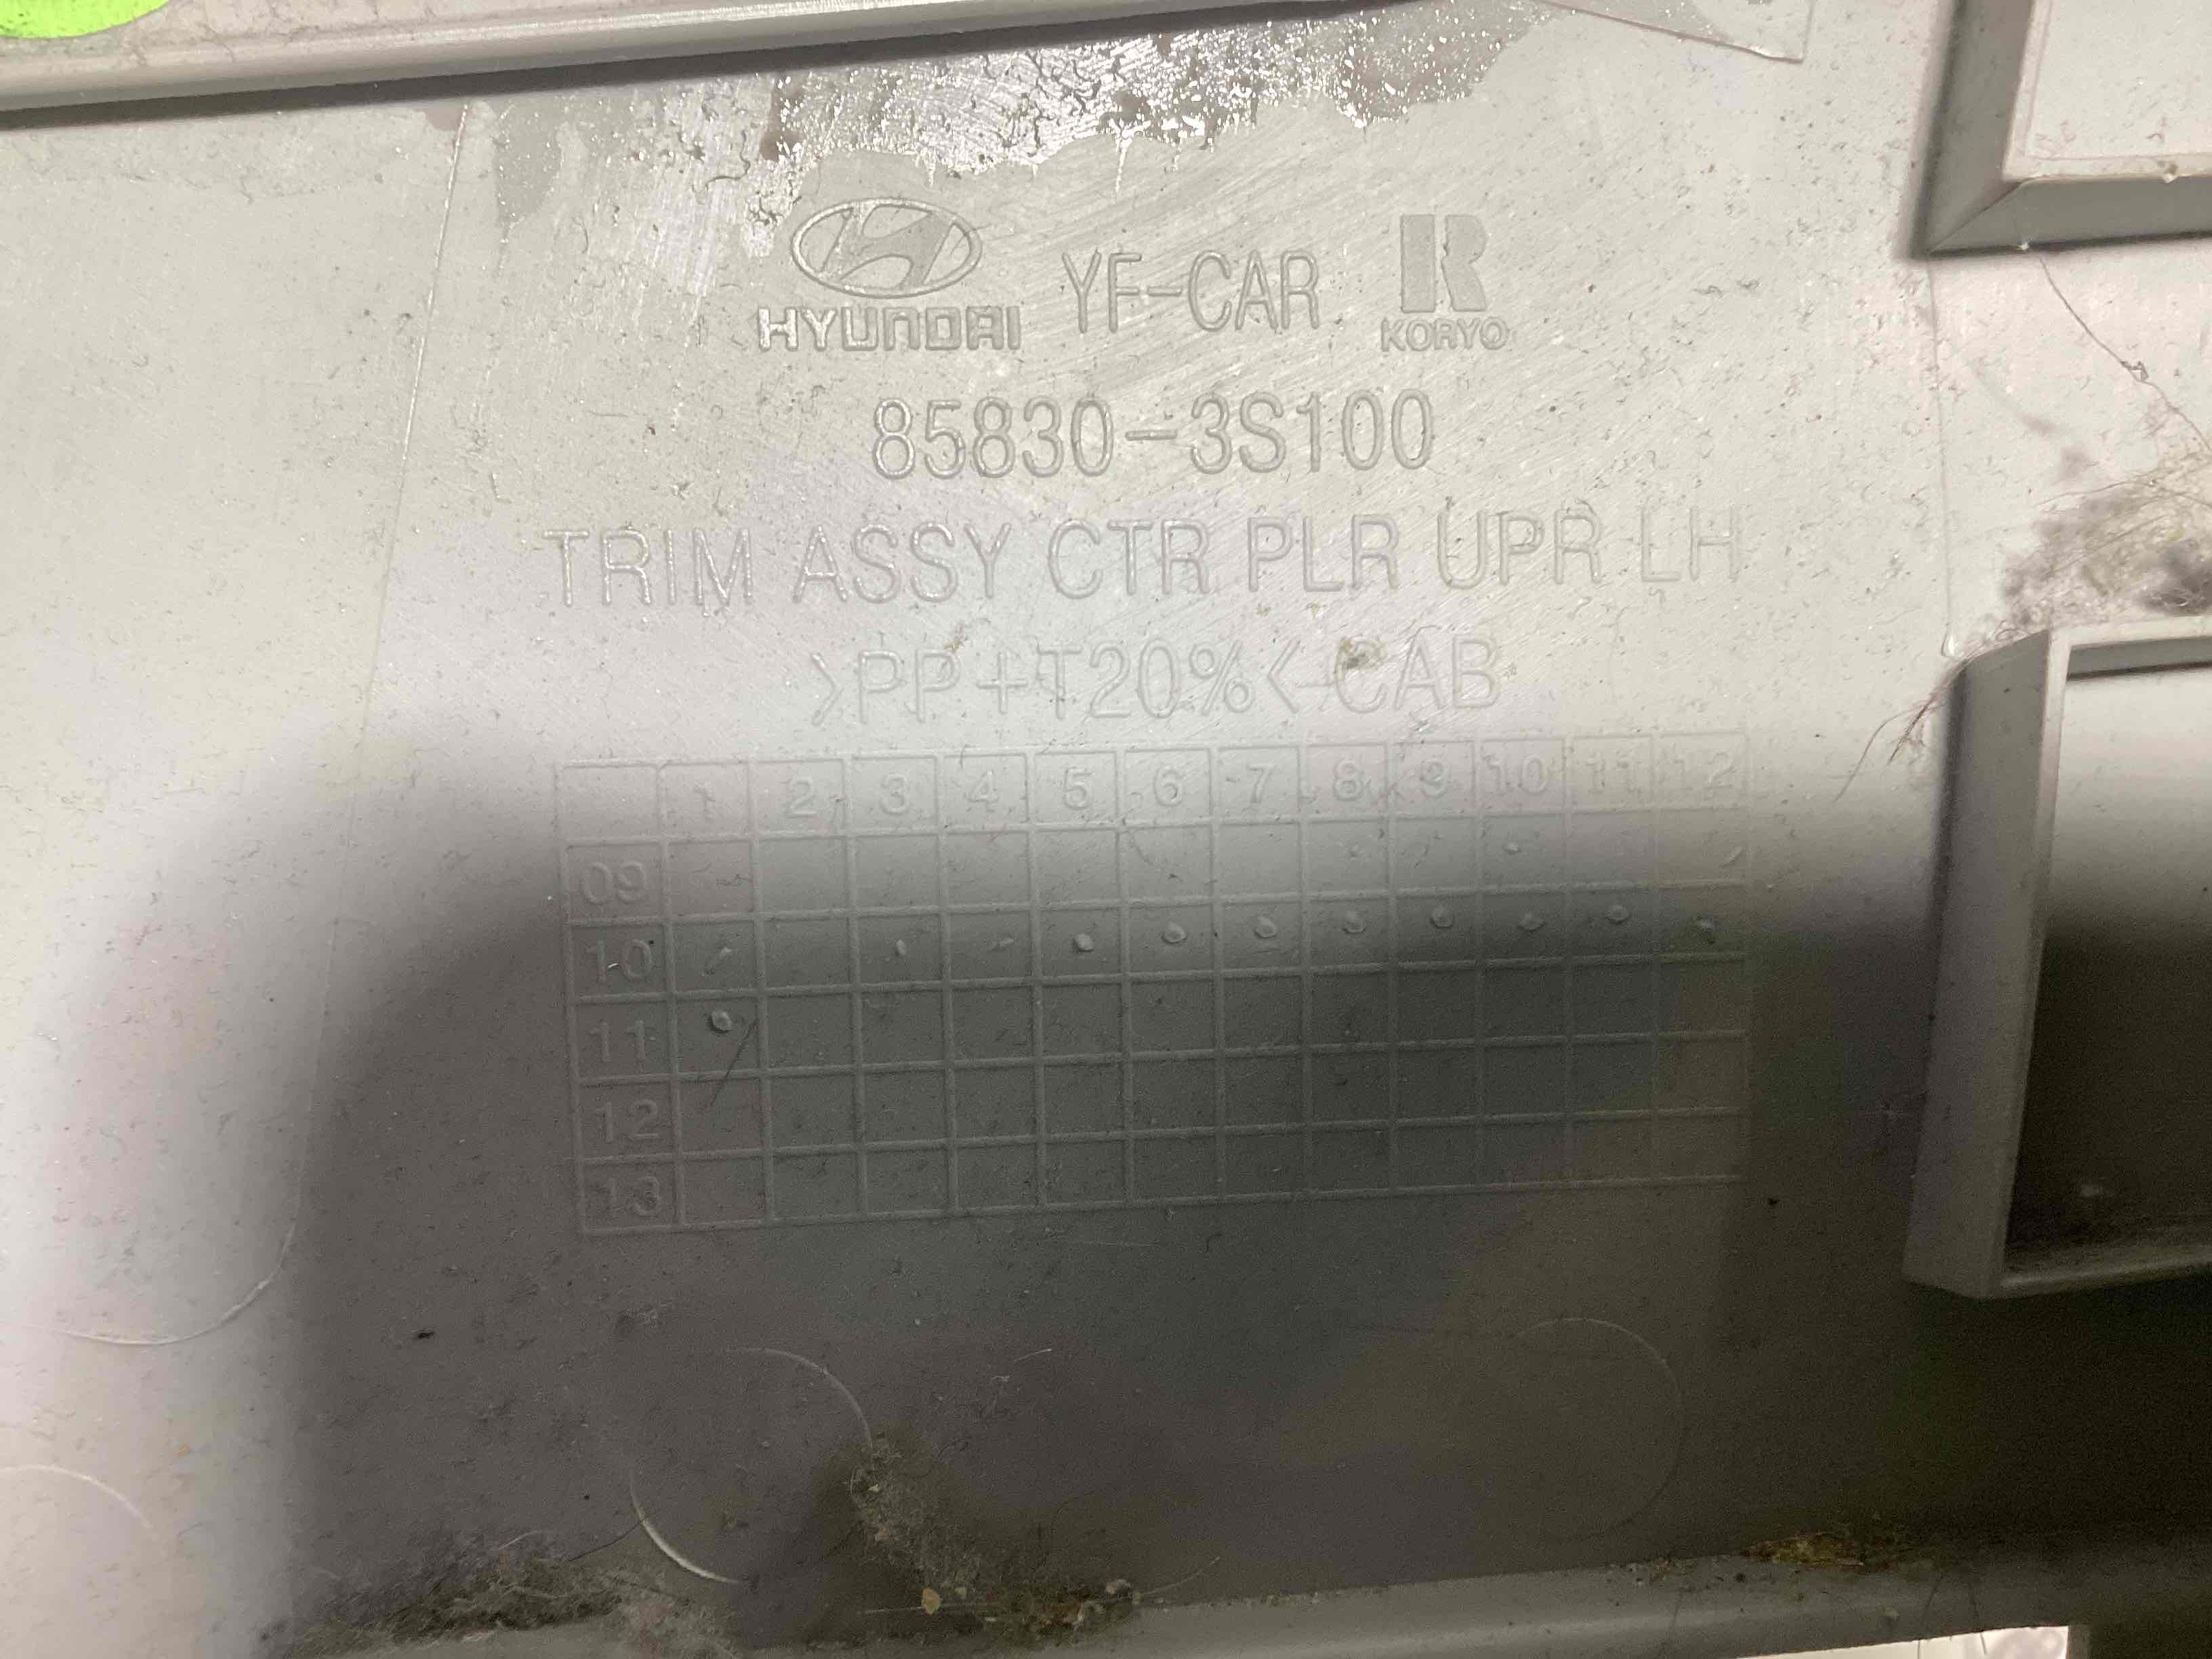 HYUNDAI YF-CAR R KORYO
85830-3S100
TRIM ASSY CTR PLR UPR LH
>PP+T20%<-CAB
1 2 3 4 5 6 7 8 9 10 11 12
09
10
11
12
13